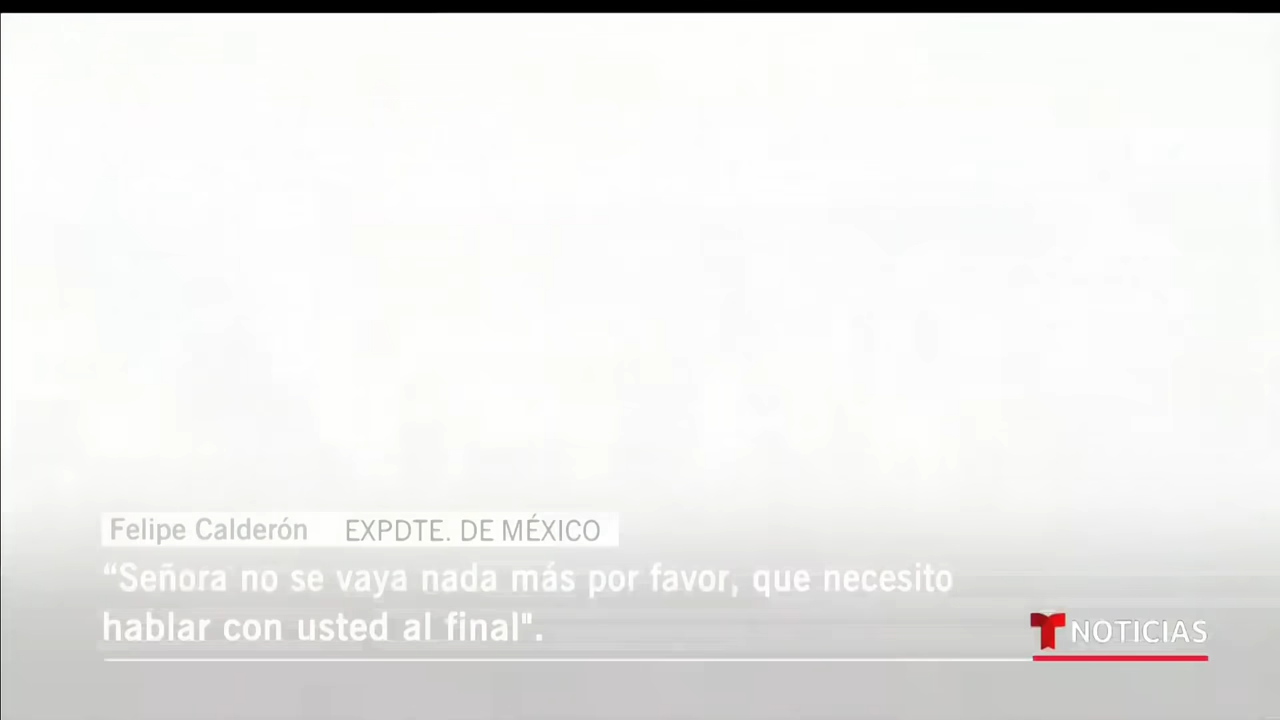 Felipe Calderón EXPDTE. DE MÉXICO
“Señora no se vaya nada más por favor, que necesito
hablar con usted al final".
NOTICIAS